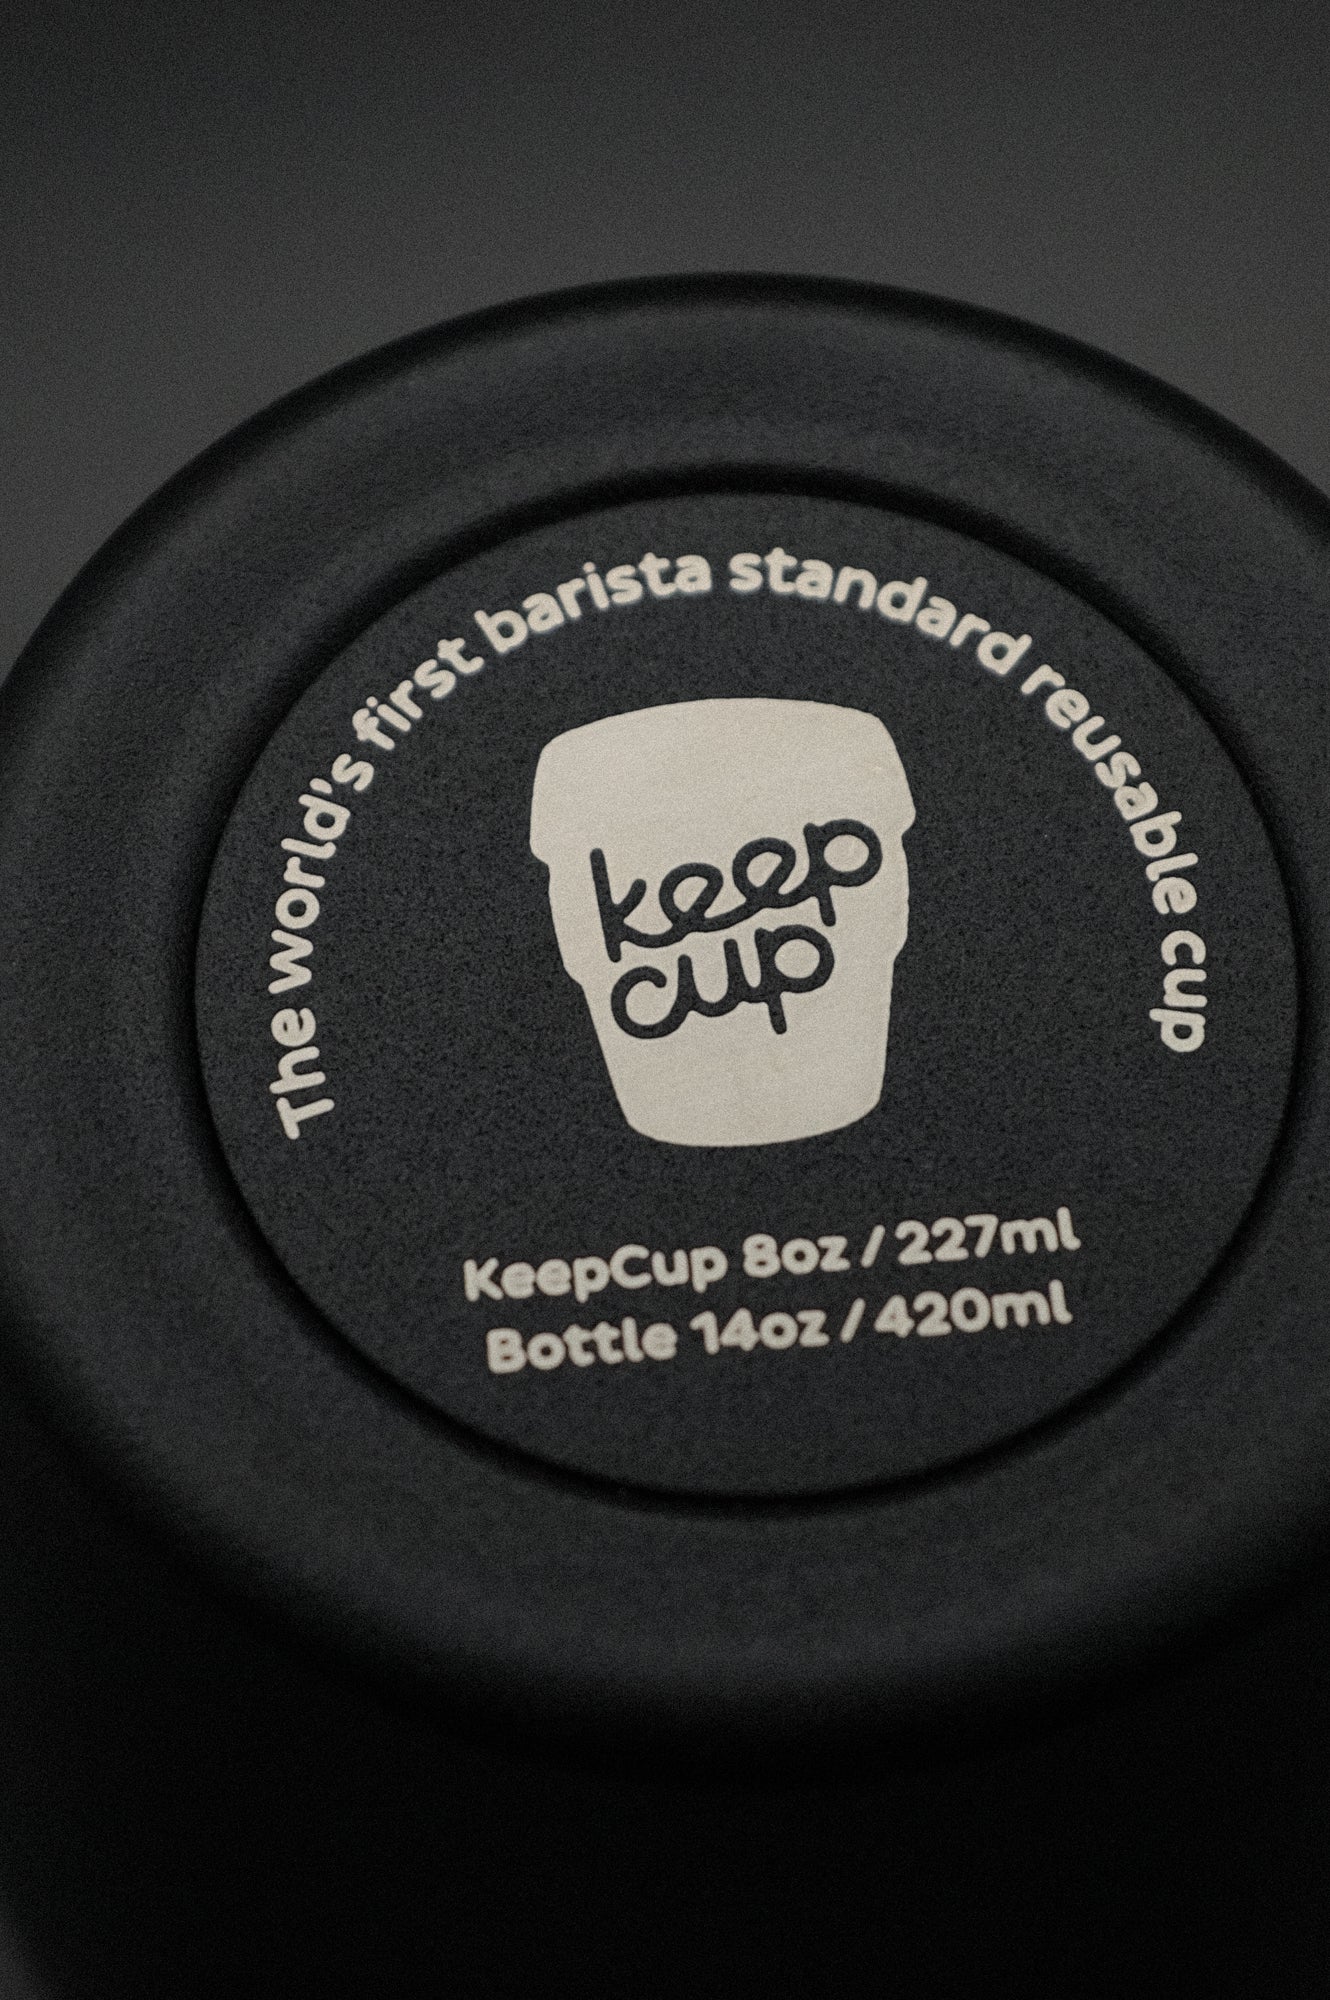 The world's first barista standard reusable cup
keep
cup
KeepCup 8oz / 227ml
Bottle 14oz / 420ml